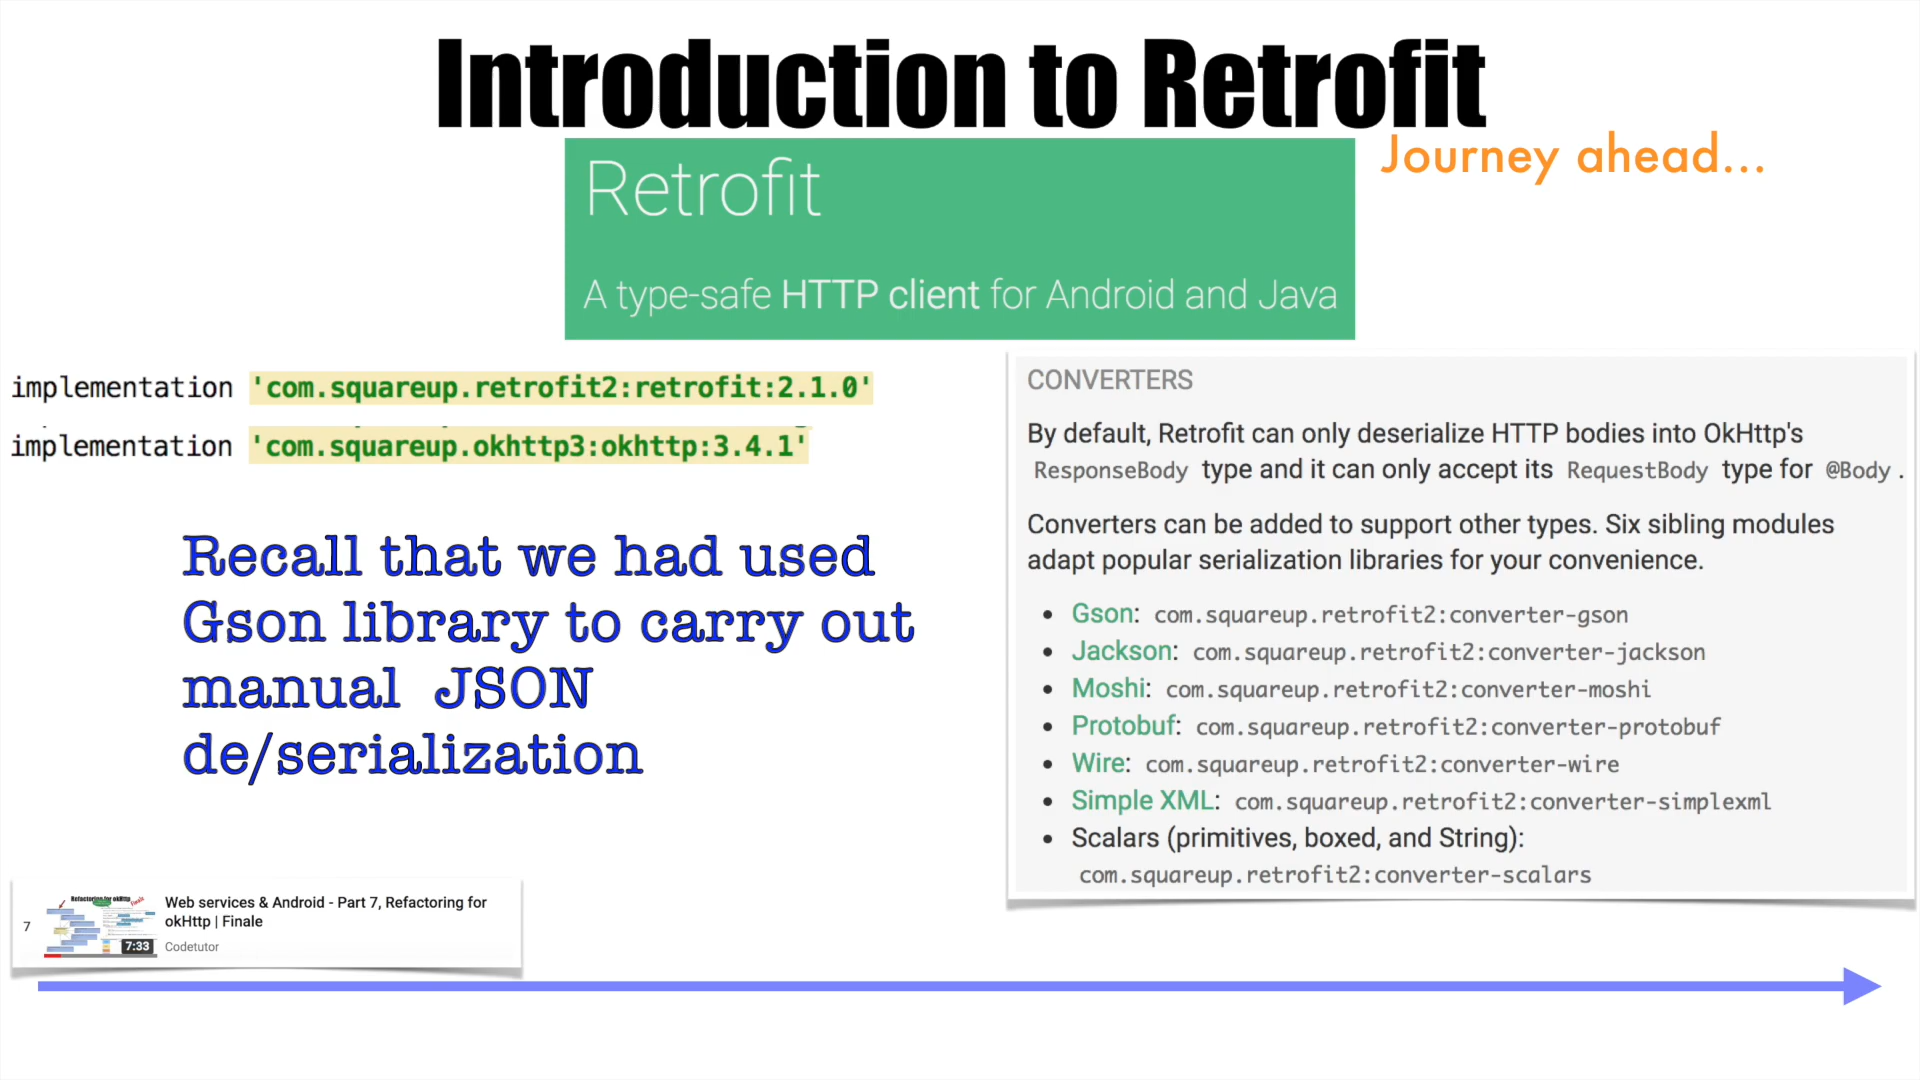 Introduction to Retrofit
Journey ahead...
Retrofit
A type-safe HTTP client for Android and Java
implementation 'com.squareup.retrofit2:retrofit:2.1.0'
implementation 'com.squareup.okhttp3:okhttp:3.4.1'
Recall that we had used
Gson library to carry out
manual JSON
de/serialization
CONVERTERS
By default, Retrofit can only deserialize HTTP bodies into OkHttp's
ResponseBody type and it can only accept its RequestBody type for @Body.
Converters can be added to support other types. Six sibling modules
adapt popular serialization libraries for your convenience.
• Gson: com.squareup.retrofit2:converter-gson
• Jackson: com.squareup.retrofit2:converter-jackson
• Moshi: com.squareup.retrofit2:converter-moshi
• Protobuf: com.squareup.retrofit2:converter-protobuf
• Wire: com.squareup.retrofit2:converter-wire
• Simple XML: com.squareup.retrofit2:converter-simplexml
• Scalars (primitives, boxed, and String):
com.squareup.retrofit2:converter-scalars
7
Refactoring for okHttp
Finale
7:33
Web services & Android - Part 7, Refactoring for
okHttp | Finale
Codetutor